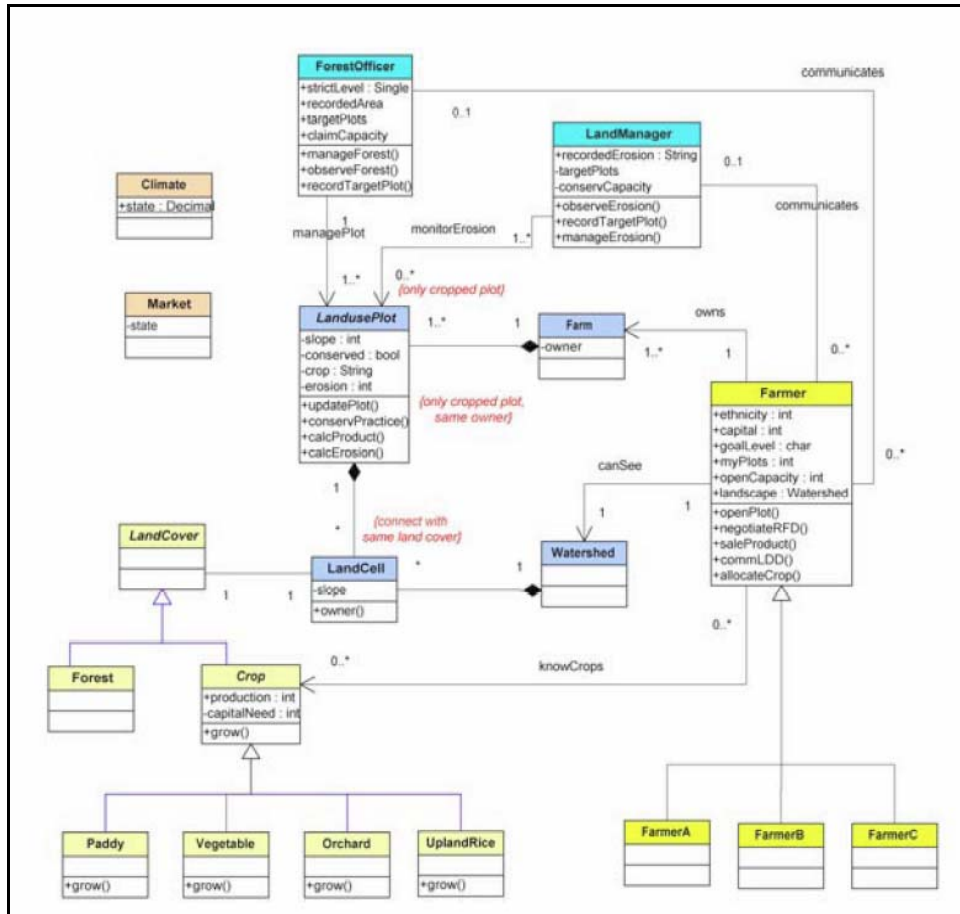 ForestOfficer
+strictLevel : Single
+recordedArea
+targetPlots
+claimCapacity
+manageForest()
+observeForest()
+recordTargetPlot()
communicates
0..1
LandManager
+recordedErosion : String
-targetPlots
-conservCapacity
+observeErosion()
+recordTargetPlot()
+manageErosion()
0..1
communicates
Climate
+state : Decimal
Market
-state
1
managePlot
1..*
monitorErosion
1..*
0..*
{only cropped plot}
LandusePlot
-slope : int
-conserved : bool
-crop : String
-erosion : int
+updatePlot()
+conservPractice()
+calcProduct()
+calcErosion()
1..*
1
Farm
-owner
owns
1..*
1
0..*
{only cropped plot,
same owner}
Farmer
+ethnicity : int
+capital : int
+goalLevel : char
+myPlots : int
+openCapacity : int
+landscape : Watershed
+openPlot()
+negotiateRFD()
+saleProduct()
+commLDD()
+allocateCrop()
0..*
canSee
1
1
1
*
{connect with
same land cover}
LandCover
LandCell
-slope
+owner()
*
1
Watershed
1
1
0..*
knowCrops
0..*
Forest
Crop
+production : int
-capitalNeed : int
+grow()
Paddy
+grow()
Vegetable
+grow()
Orchard
+grow()
UplandRice
+grow()
FarmerA
FarmerB
FarmerC